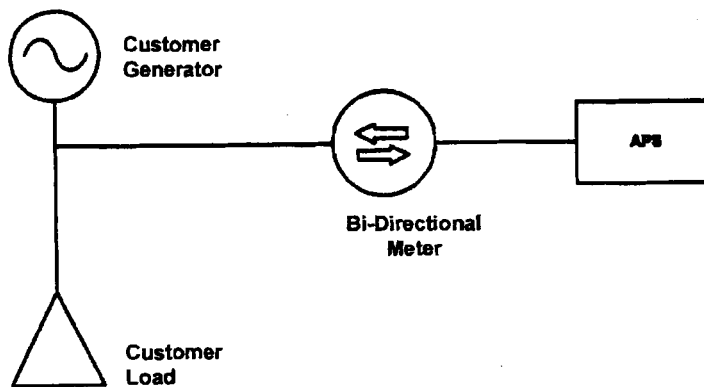 Customer
Generator
APS
Bi-Directional
Meter
Customer
Load